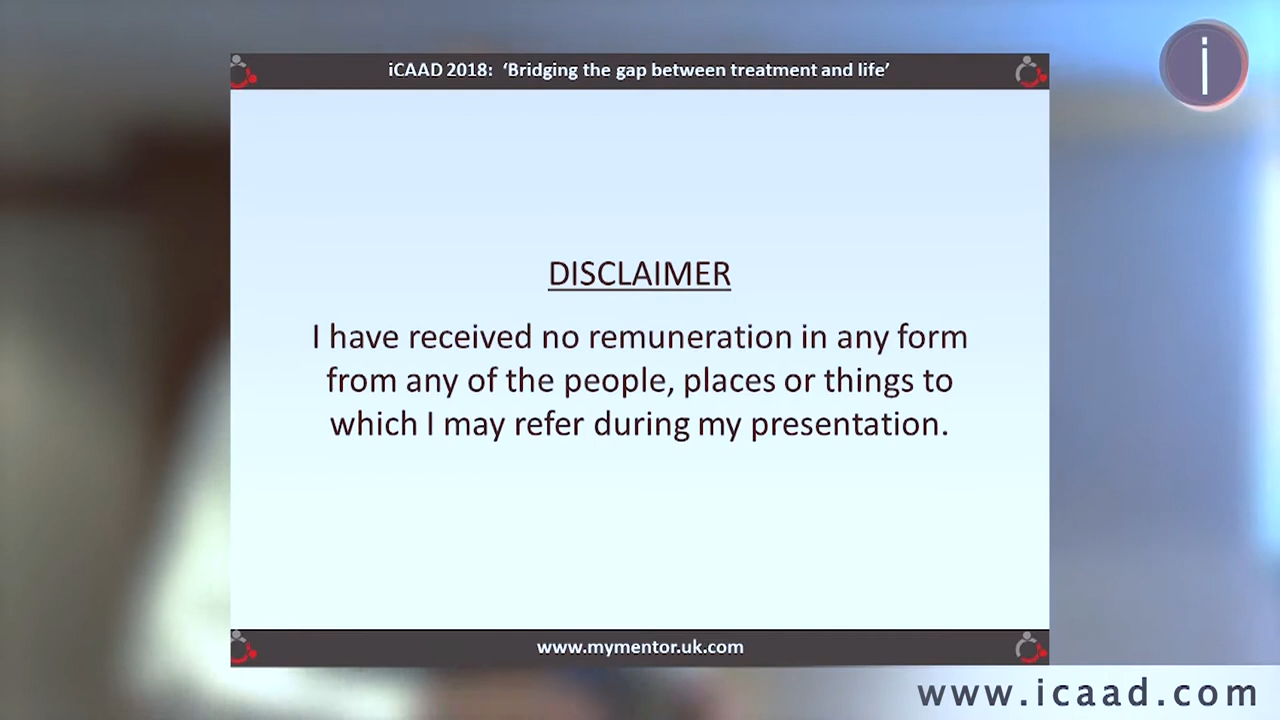 i
iCAAD 2018: ‘Bridging the gap between treatment and life’
DISCLAIMER
I have received no remuneration in any form
from any of the people, places or things to
which I may refer during my presentation.
www.mymentor.uk.com
www.icaad.com